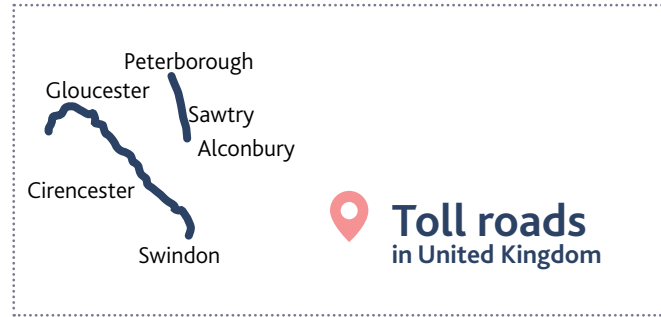 Peterborough
Gloucester
Sawtry
Alconbury
Cirencester
Swindon
Toll roads
in United Kingdom